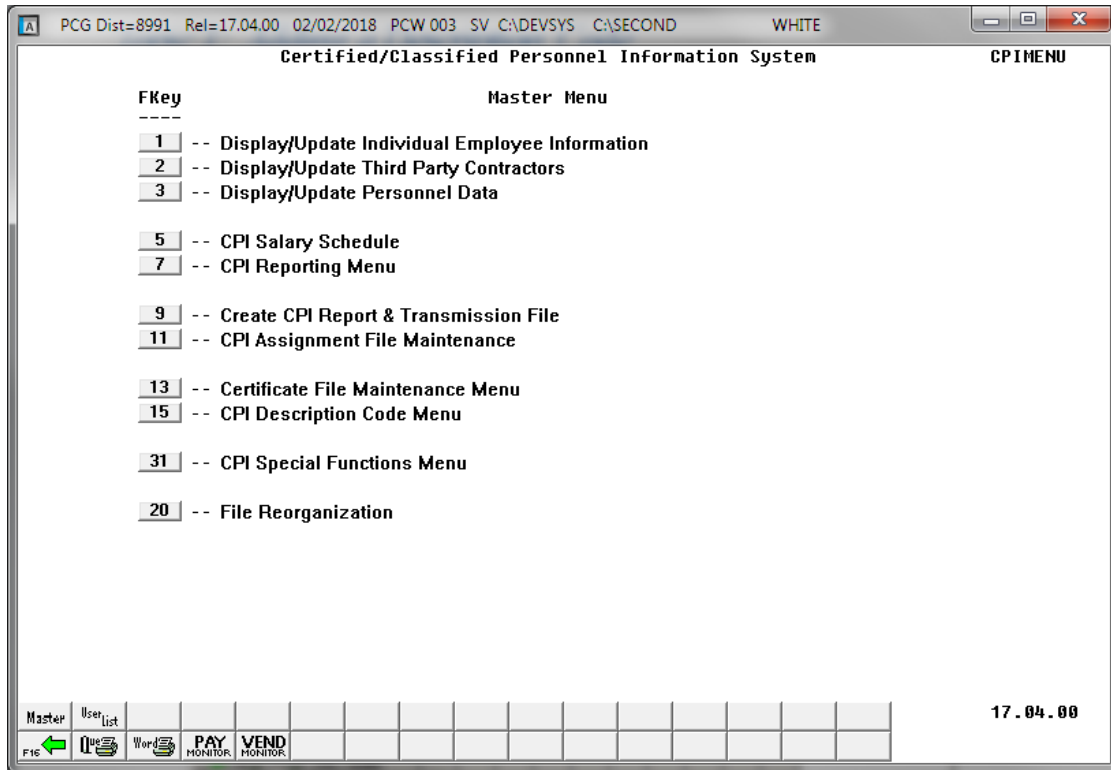 A PCG Dist=8991 Rel=17.04.00 02/02/2018 PCW 003 SV C:\DEVSYS C:\SECOND WHITE
Certified/Classified Personnel Information System CPIMENU
FKey Master Menu
----
1 -- Display/Update Individual Employee Information
2 -- Display/Update Third Party Contractors
3 -- Display/Update Personnel Data
5 -- CPI Salary Schedule
7 -- CPI Reporting Menu
9 -- Create CPI Report & Transmission File
11 -- CPI Assignment File Maintenance
13 -- Certificate File Maintenance Menu
15 -- CPI Description Code Menu
31 -- CPI Special Functions Menu
20 -- File Reorganization
Master User List 17.04.00
F16 Que Word PAY MONITOR VEND MONITOR